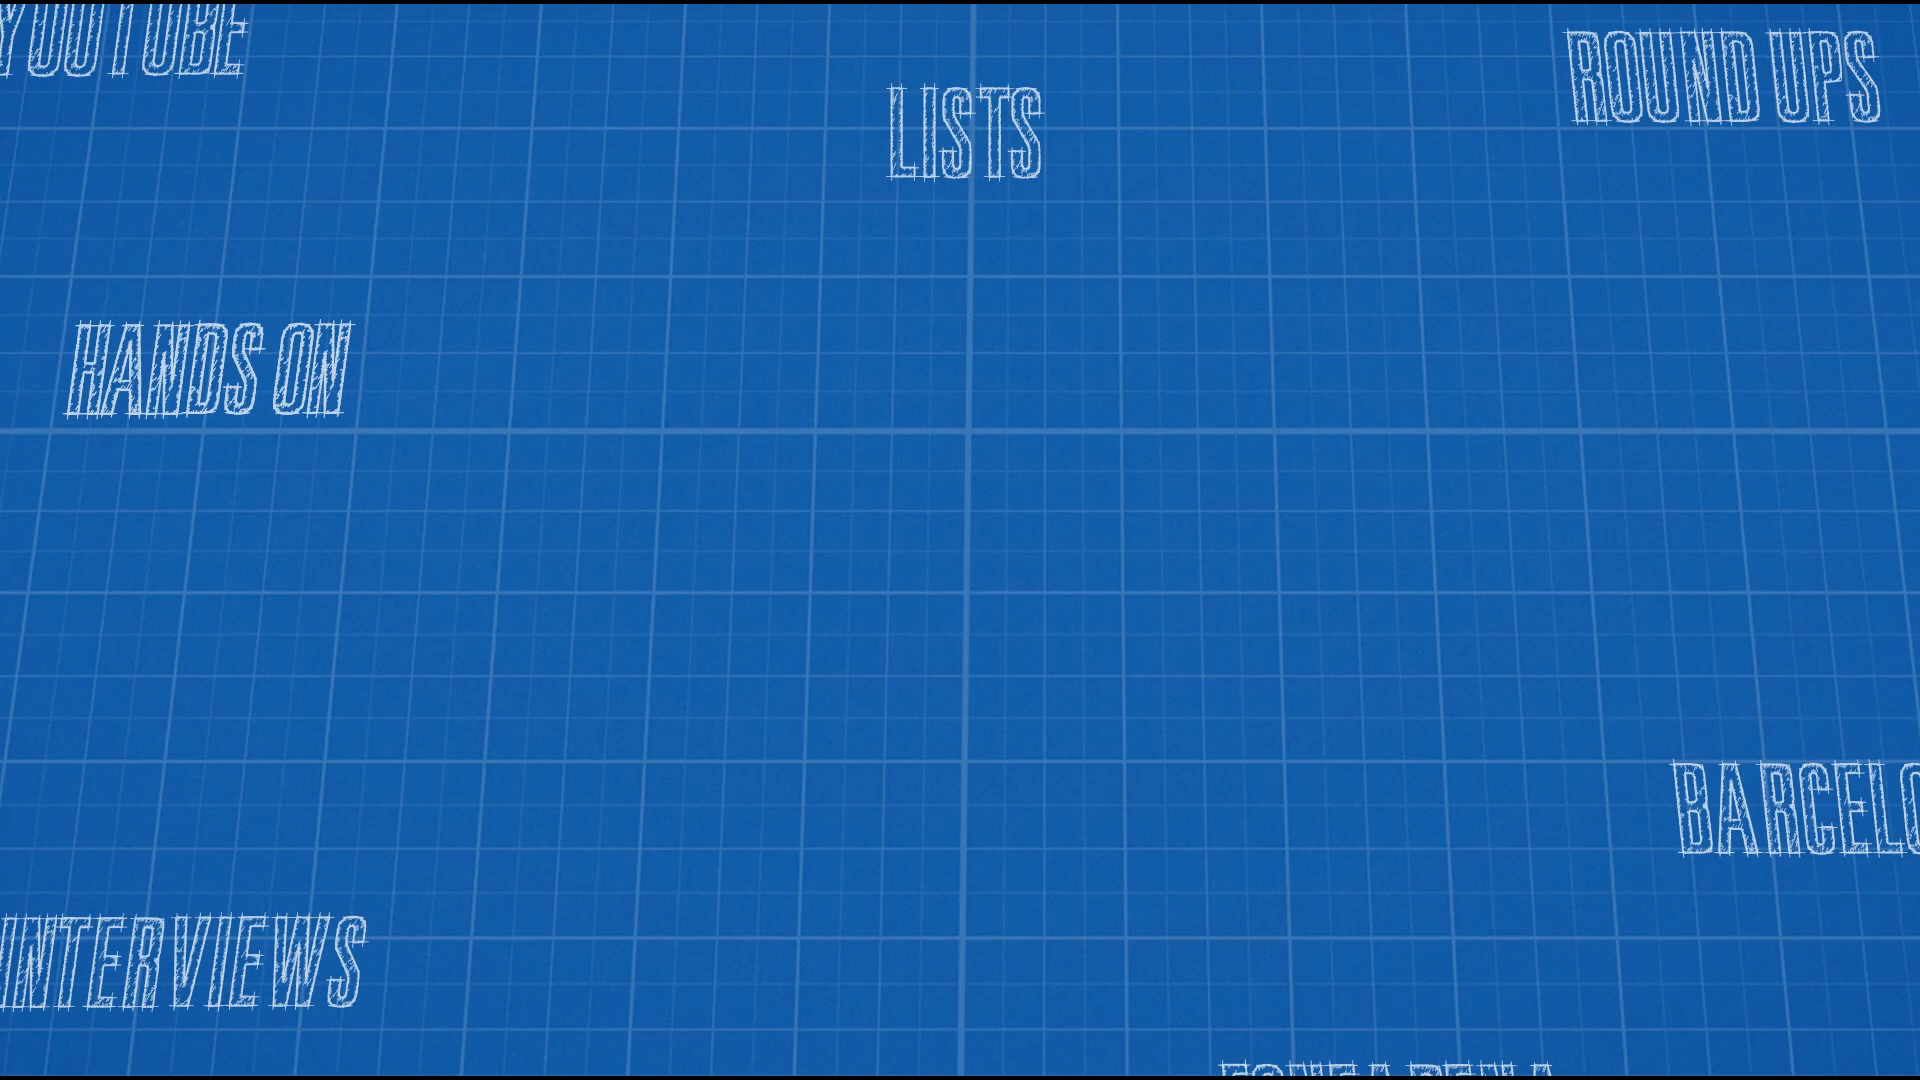 YOUTUBE
LISTS
ROUND UPS
HANDS ON
BARCELO
INTERVIEWS